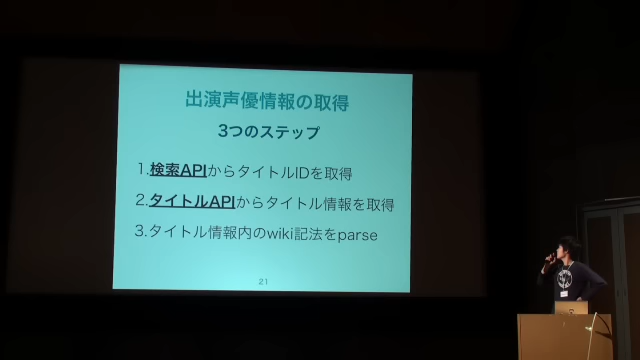 出演声優情報の取得
3つのステップ
1.検索APIからタイトルIDを取得
2.タイトルAPIからタイトル情報を取得
3.タイトル情報内のwiki記法をparse
21